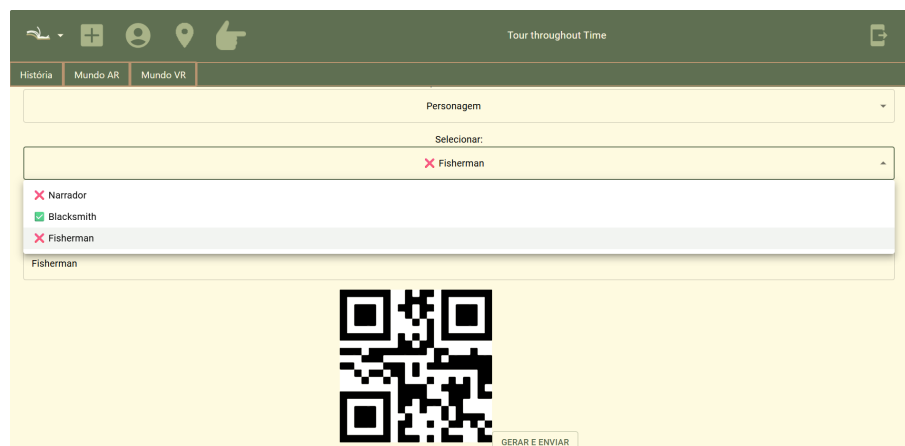 Tour throughout Time
História Mundo AR Mundo VR
Personagem
Selecionar:
❌ Fisherman
❌ Narrador
✅ Blacksmith
❌ Fisherman
Fisherman
GERAR E ENVIAR